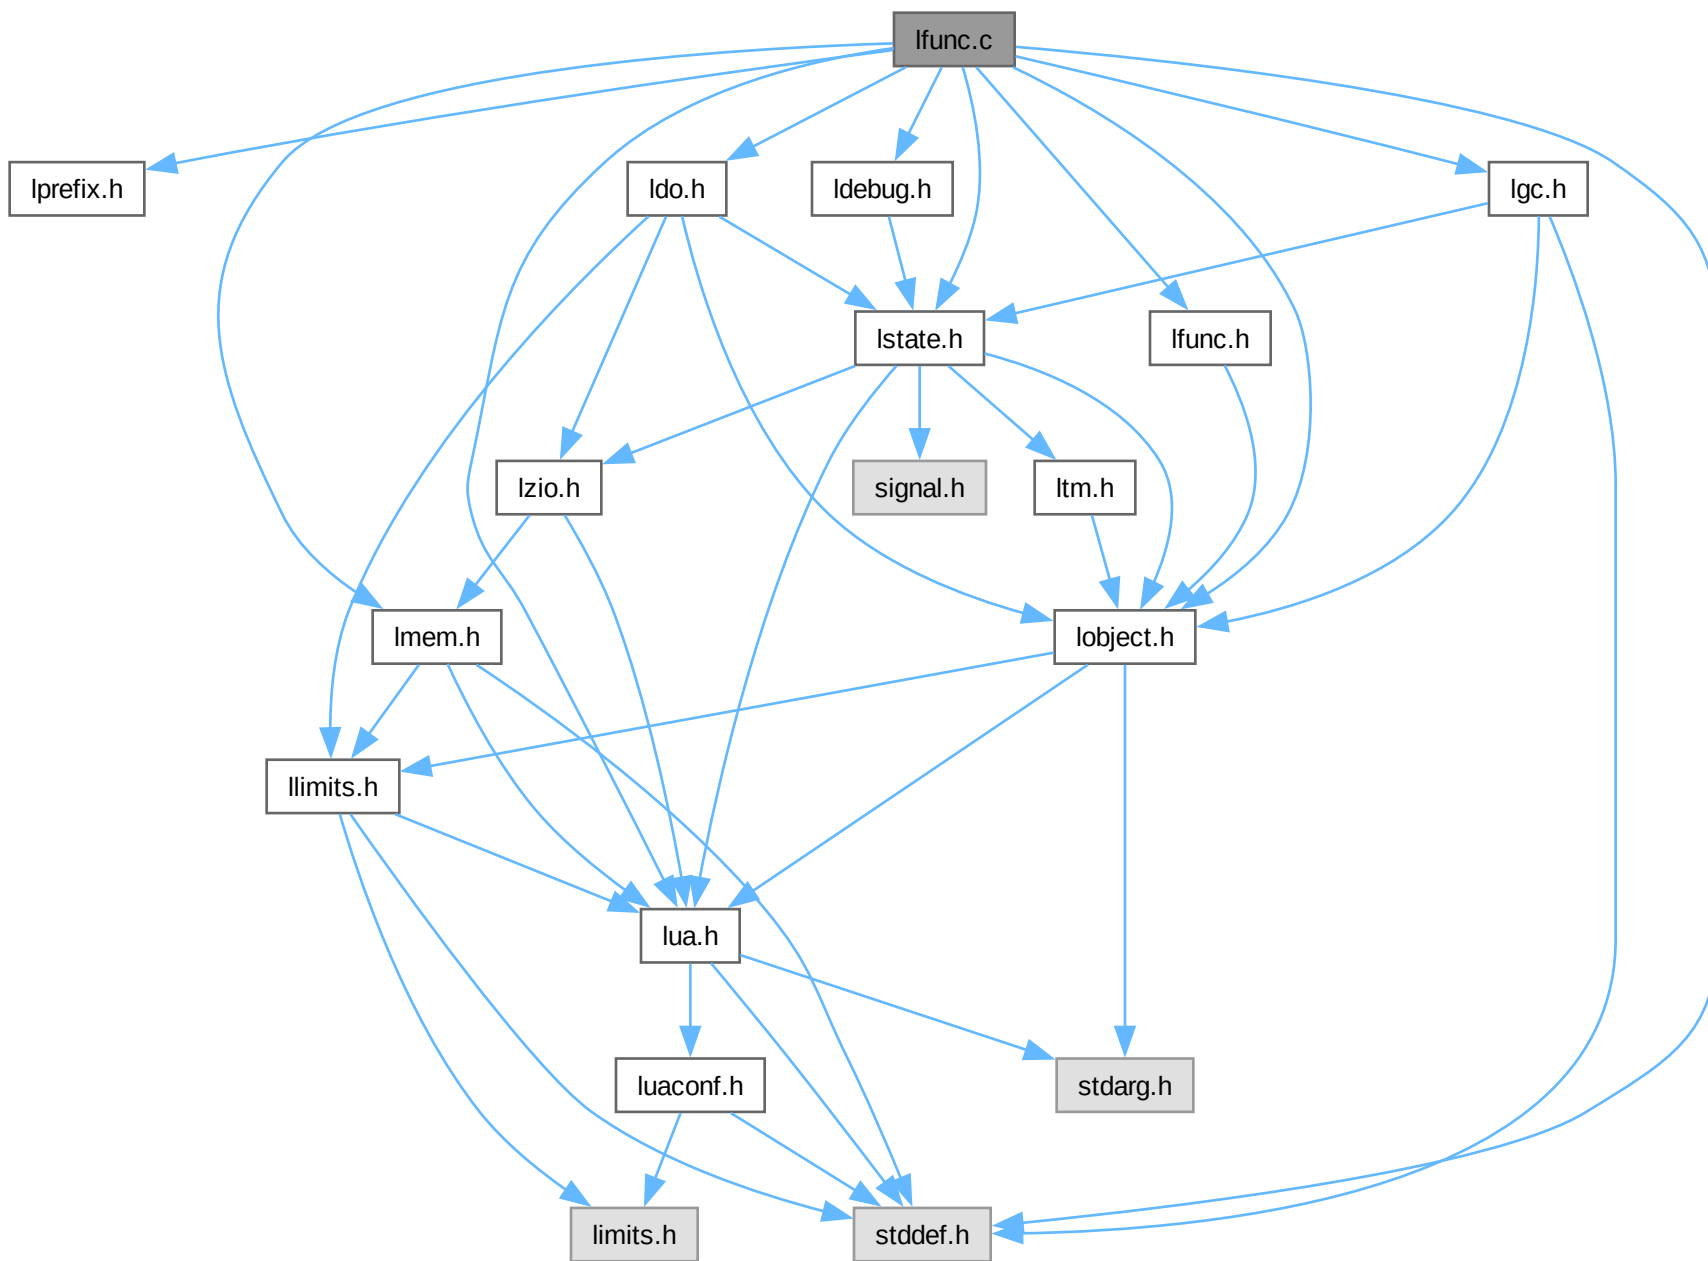 lfunc.c
lprefix.h
ldo.h
ldebug.h
lgc.h
lstate.h
lfunc.h
lzio.h
signal.h
ltm.h
lmem.h
lobject.h
llimits.h
lua.h
luaconf.h
stdarg.h
limits.h
stddef.h